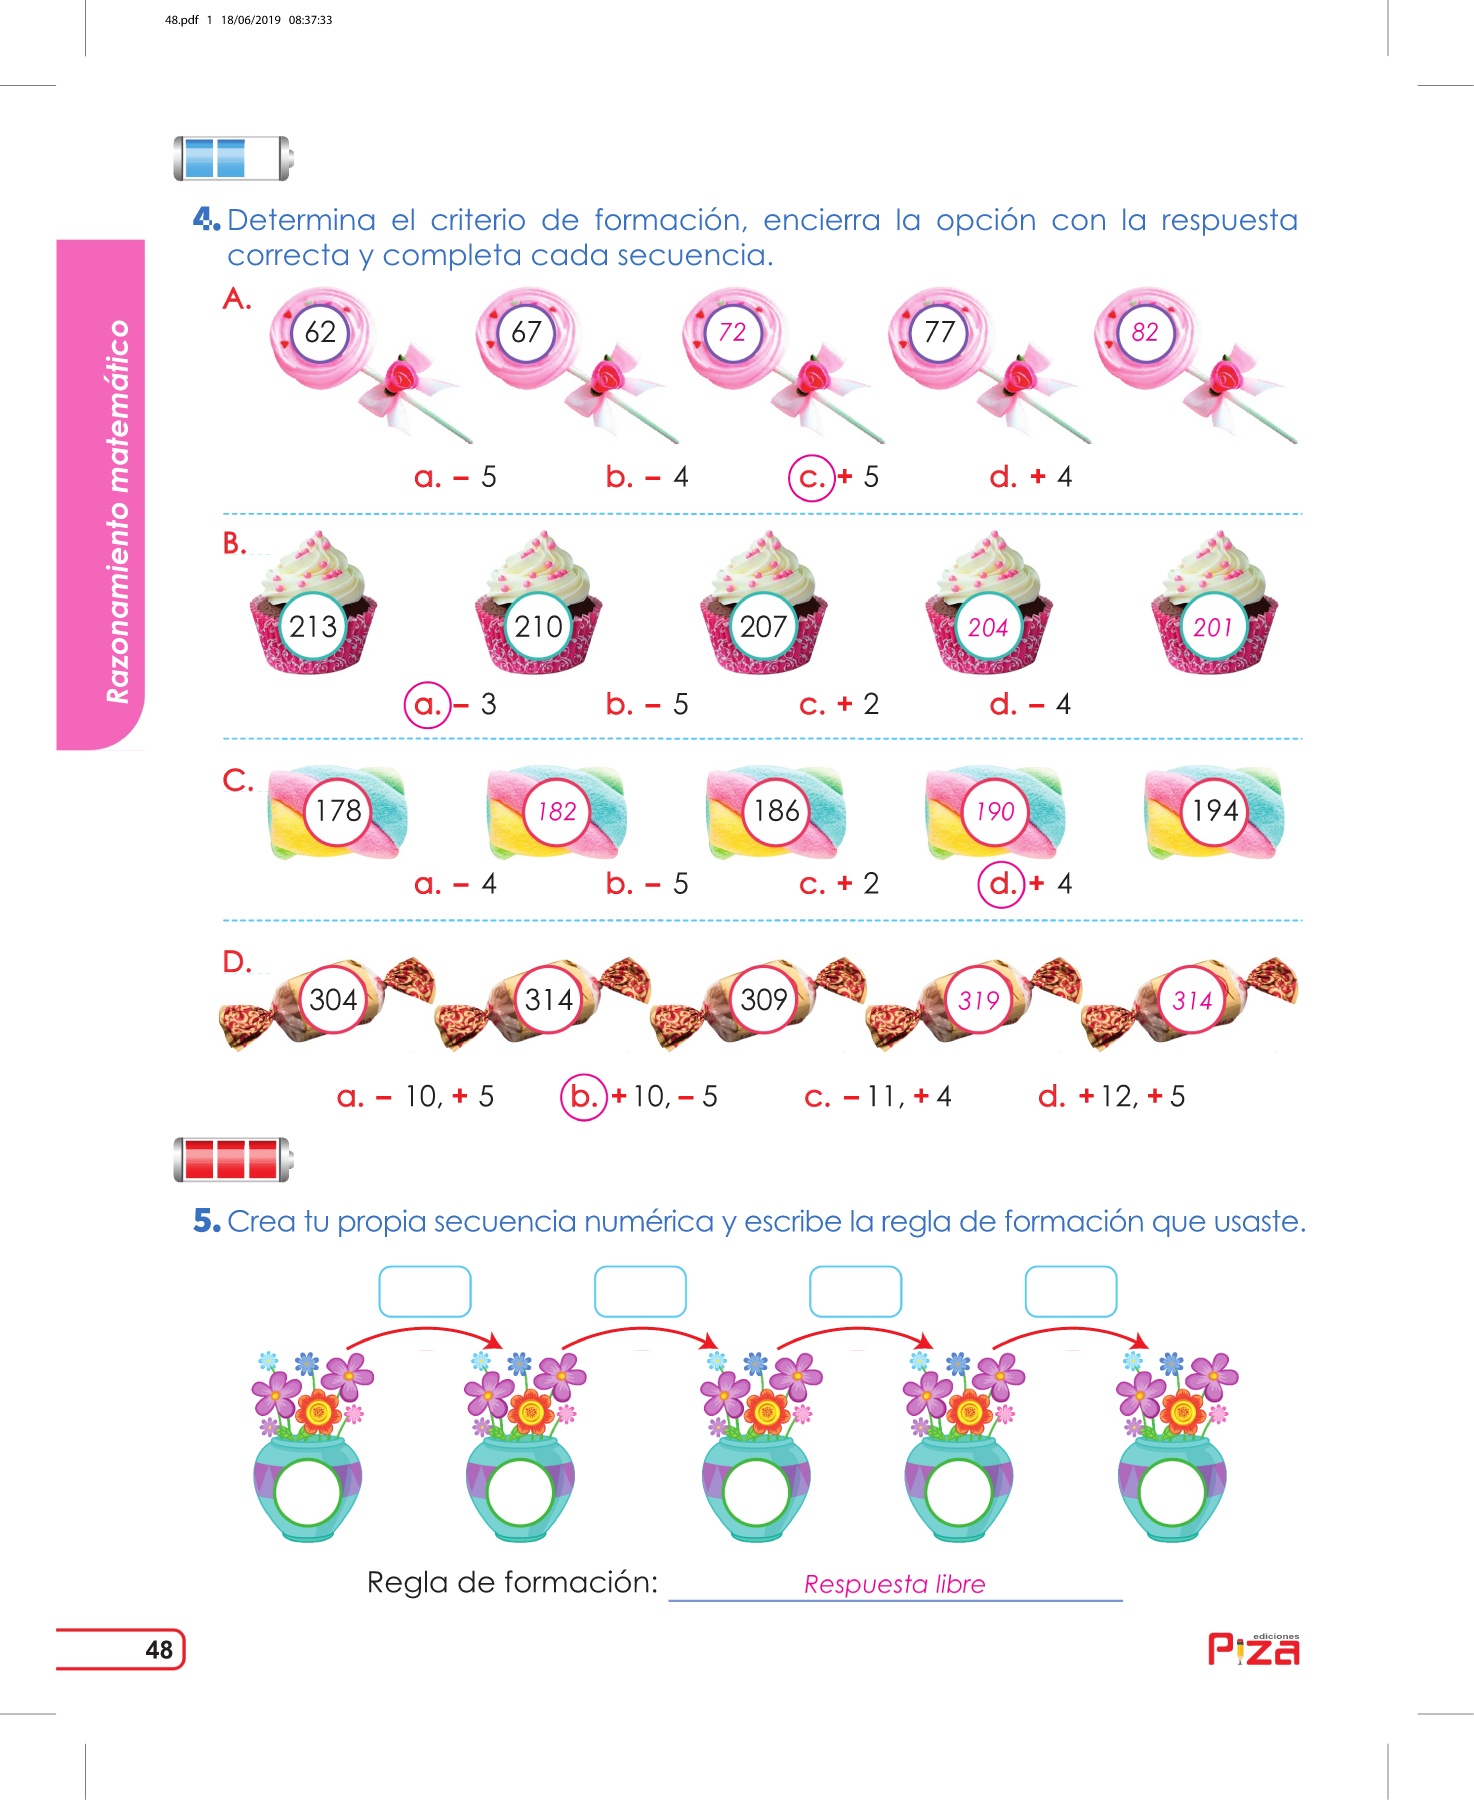 48.pdf 1 18/06/2019 08:37:33
Razonamiento matemático
4. Determina el criterio de formación, encierra la opción con la respuesta
correcta y completa cada secuencia.
A.
62 67 72 77 82
a. – 5 b. – 4 c. + 5 d. + 4
B.
213 210 207 204 201
a. – 3 b. – 5 c. + 2 d. – 4
C.
178 182 186 190 194
a. – 4 b. – 5 c. + 2 d. + 4
D.
304 314 309 319 314
a. – 10, + 5 b. + 10, – 5 c. – 11, + 4 d. + 12, + 5
5. Crea tu propia secuencia numérica y escribe la regla de formación que usaste.
Regla de formación: Respuesta libre
48
ediciones
Piza